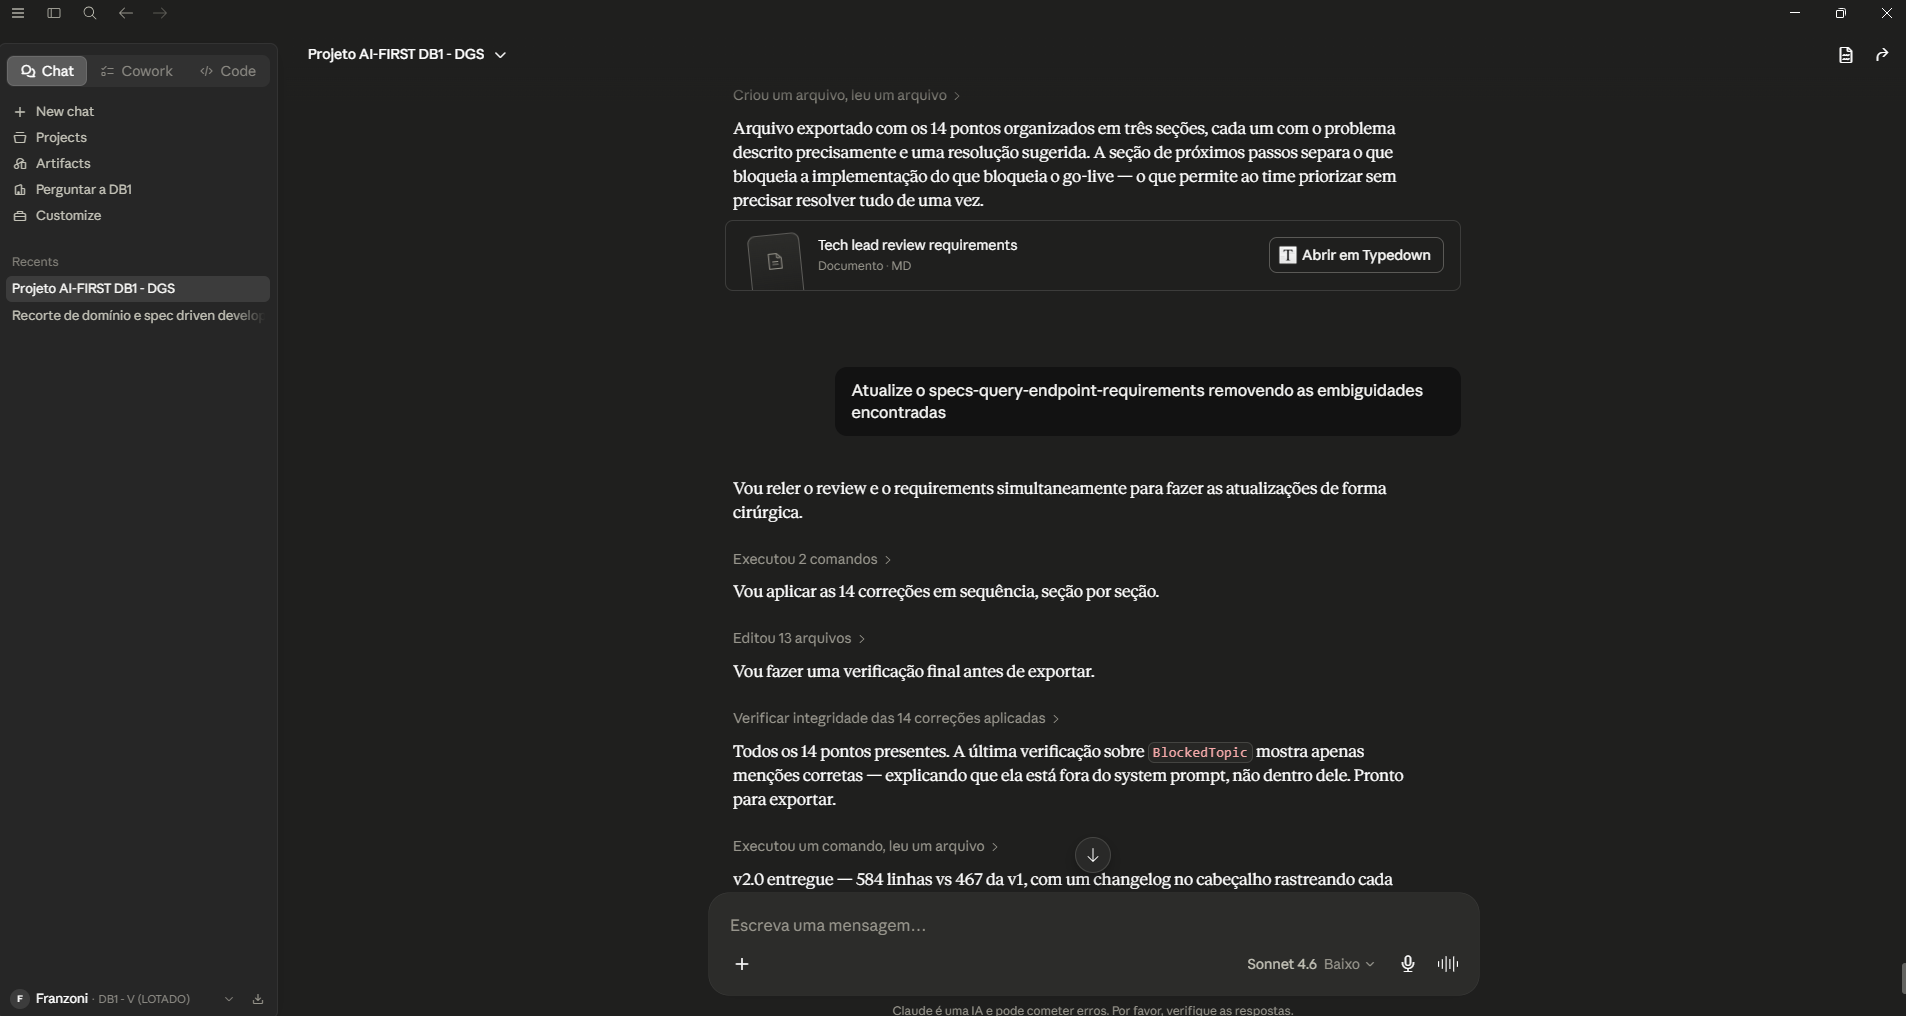 Chat
Cowork
Code
New chat
Projects
Artifacts
Perguntar a DB1
Customize
Recents
Projeto AI-FIRST DB1 - DGS
Recorte de domínio e spec driven develop
F Franzoni · DB1 - V (LOTADO)
Projeto AI-FIRST DB1 - DGS
Criou um arquivo, leu um arquivo
Arquivo exportado com os 14 pontos organizados em três seções, cada um com o problema
descrito precisamente e uma resolução sugerida. A seção de próximos passos separa o que
bloqueia a implementação do que bloqueia o go-live — o que permite ao time priorizar sem
precisar resolver tudo de uma vez.
Tech lead review requirements
Documento · MD
T Abrir em Typedown
Atualize o specs-query-endpoint-requirements removendo as embiguidades
encontradas
Vou reler o review e o requirements simultaneamente para fazer as atualizações de forma
cirúrgica.
Executou 2 comandos
Vou aplicar as 14 correções em sequência, seção por seção.
Editou 13 arquivos
Vou fazer uma verificação final antes de exportar.
Verificar integridade das 14 correções aplicadas
Todos os 14 pontos presentes. A última verificação sobre BlockedTopic mostra apenas
menções corretas — explicando que ela está fora do system prompt, não dentro dele. Pronto
para exportar.
Executou um comando, leu um arquivo
v2.0 entregue — 584 linhas vs 467 da v1, com um changelog no cabeçalho rastreando cada
Escreva uma mensagem...
Sonnet 4.6 Baixo
Claude é uma IA e pode cometer erros. Por favor, verifique as respostas.